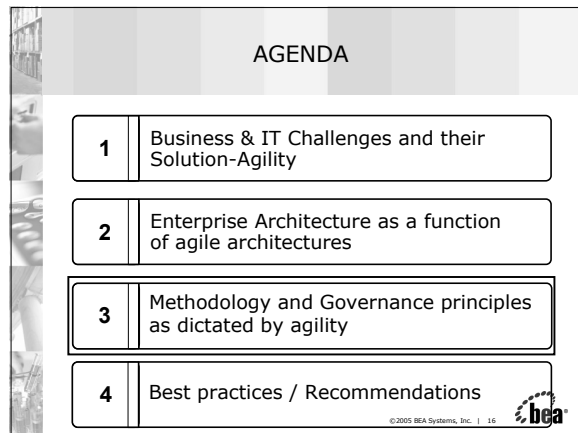 AGENDA
1
Business & IT Challenges and their
Solution-Agility
2
Enterprise Architecture as a function
of agile architectures
3
Methodology and Governance principles
as dictated by agility
4
Best practices / Recommendations
©2005 BEA Systems, Inc. | 16
bea